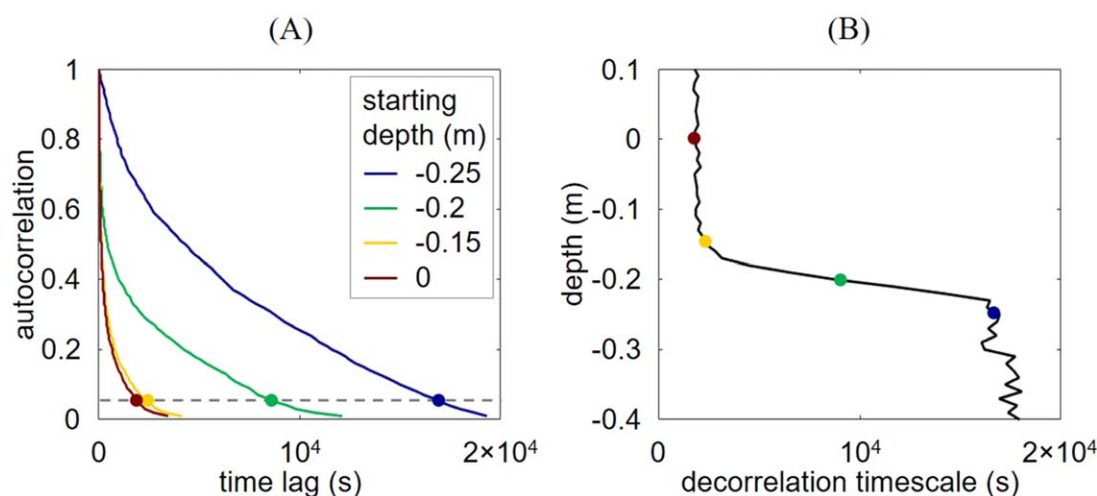 (A)
autocorrelation
1
0.8
0.6
0.4
0.2
0
0
10⁴
2×10⁴
time lag (s)
starting
depth (m)
-0.25
-0.2
-0.15
0
(B)
depth (m)
0.1
0
-0.1
-0.2
-0.3
-0.4
0
10⁴
2×10⁴
decorrelation timescale (s)